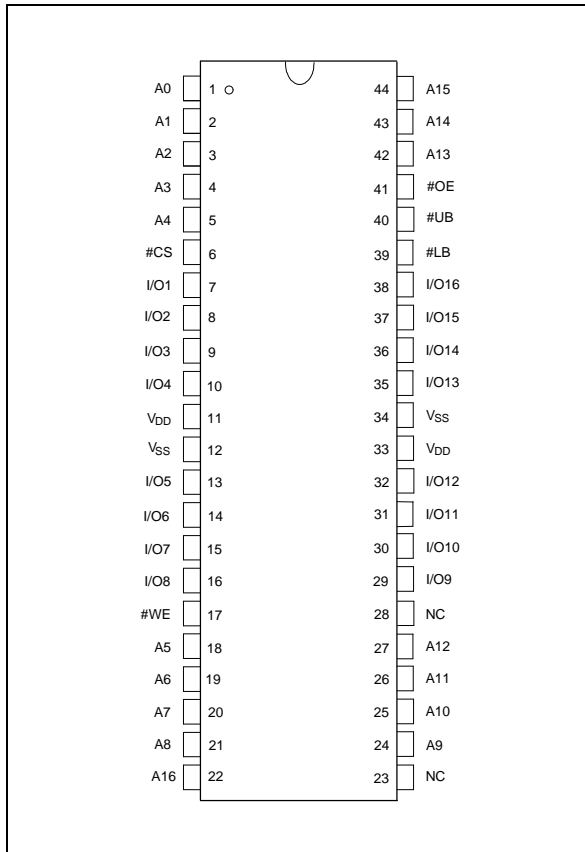 A0 1 44 A15
A1 2 43 A14
A2 3 42 A13
A3 4 41 #OE
A4 5 40 #UB
#CS 6 39 #LB
I/O1 7 38 I/O16
I/O2 8 37 I/O15
I/O3 9 36 I/O14
I/O4 10 35 I/O13
VDD 11 34 VSS
VSS 12 33 VDD
I/O5 13 32 I/O12
I/O6 14 31 I/O11
I/O7 15 30 I/O10
I/O8 16 29 I/O9
#WE 17 28 NC
A5 18 27 A12
A6 19 26 A11
A7 20 25 A10
A8 21 24 A9
A16 22 23 NC